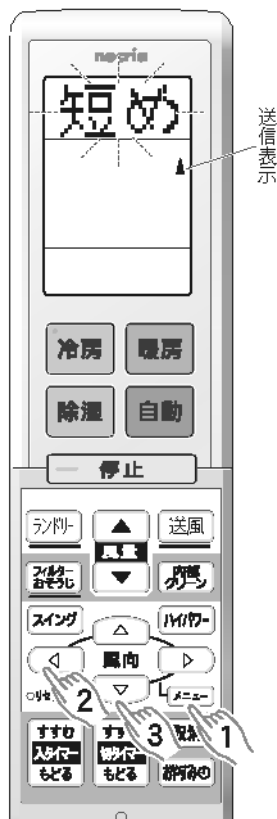 nocria
短め
送信表示
冷房
暖房
除湿
自動
停止
ランドリー
送風
風量
フィルター
おそうじ
内部
クリーン
スイング
ハイパワー
風向
メニュー
2
3
1
すすむ
入タイマー
もどる
切タイマー
もどる
おやすみ